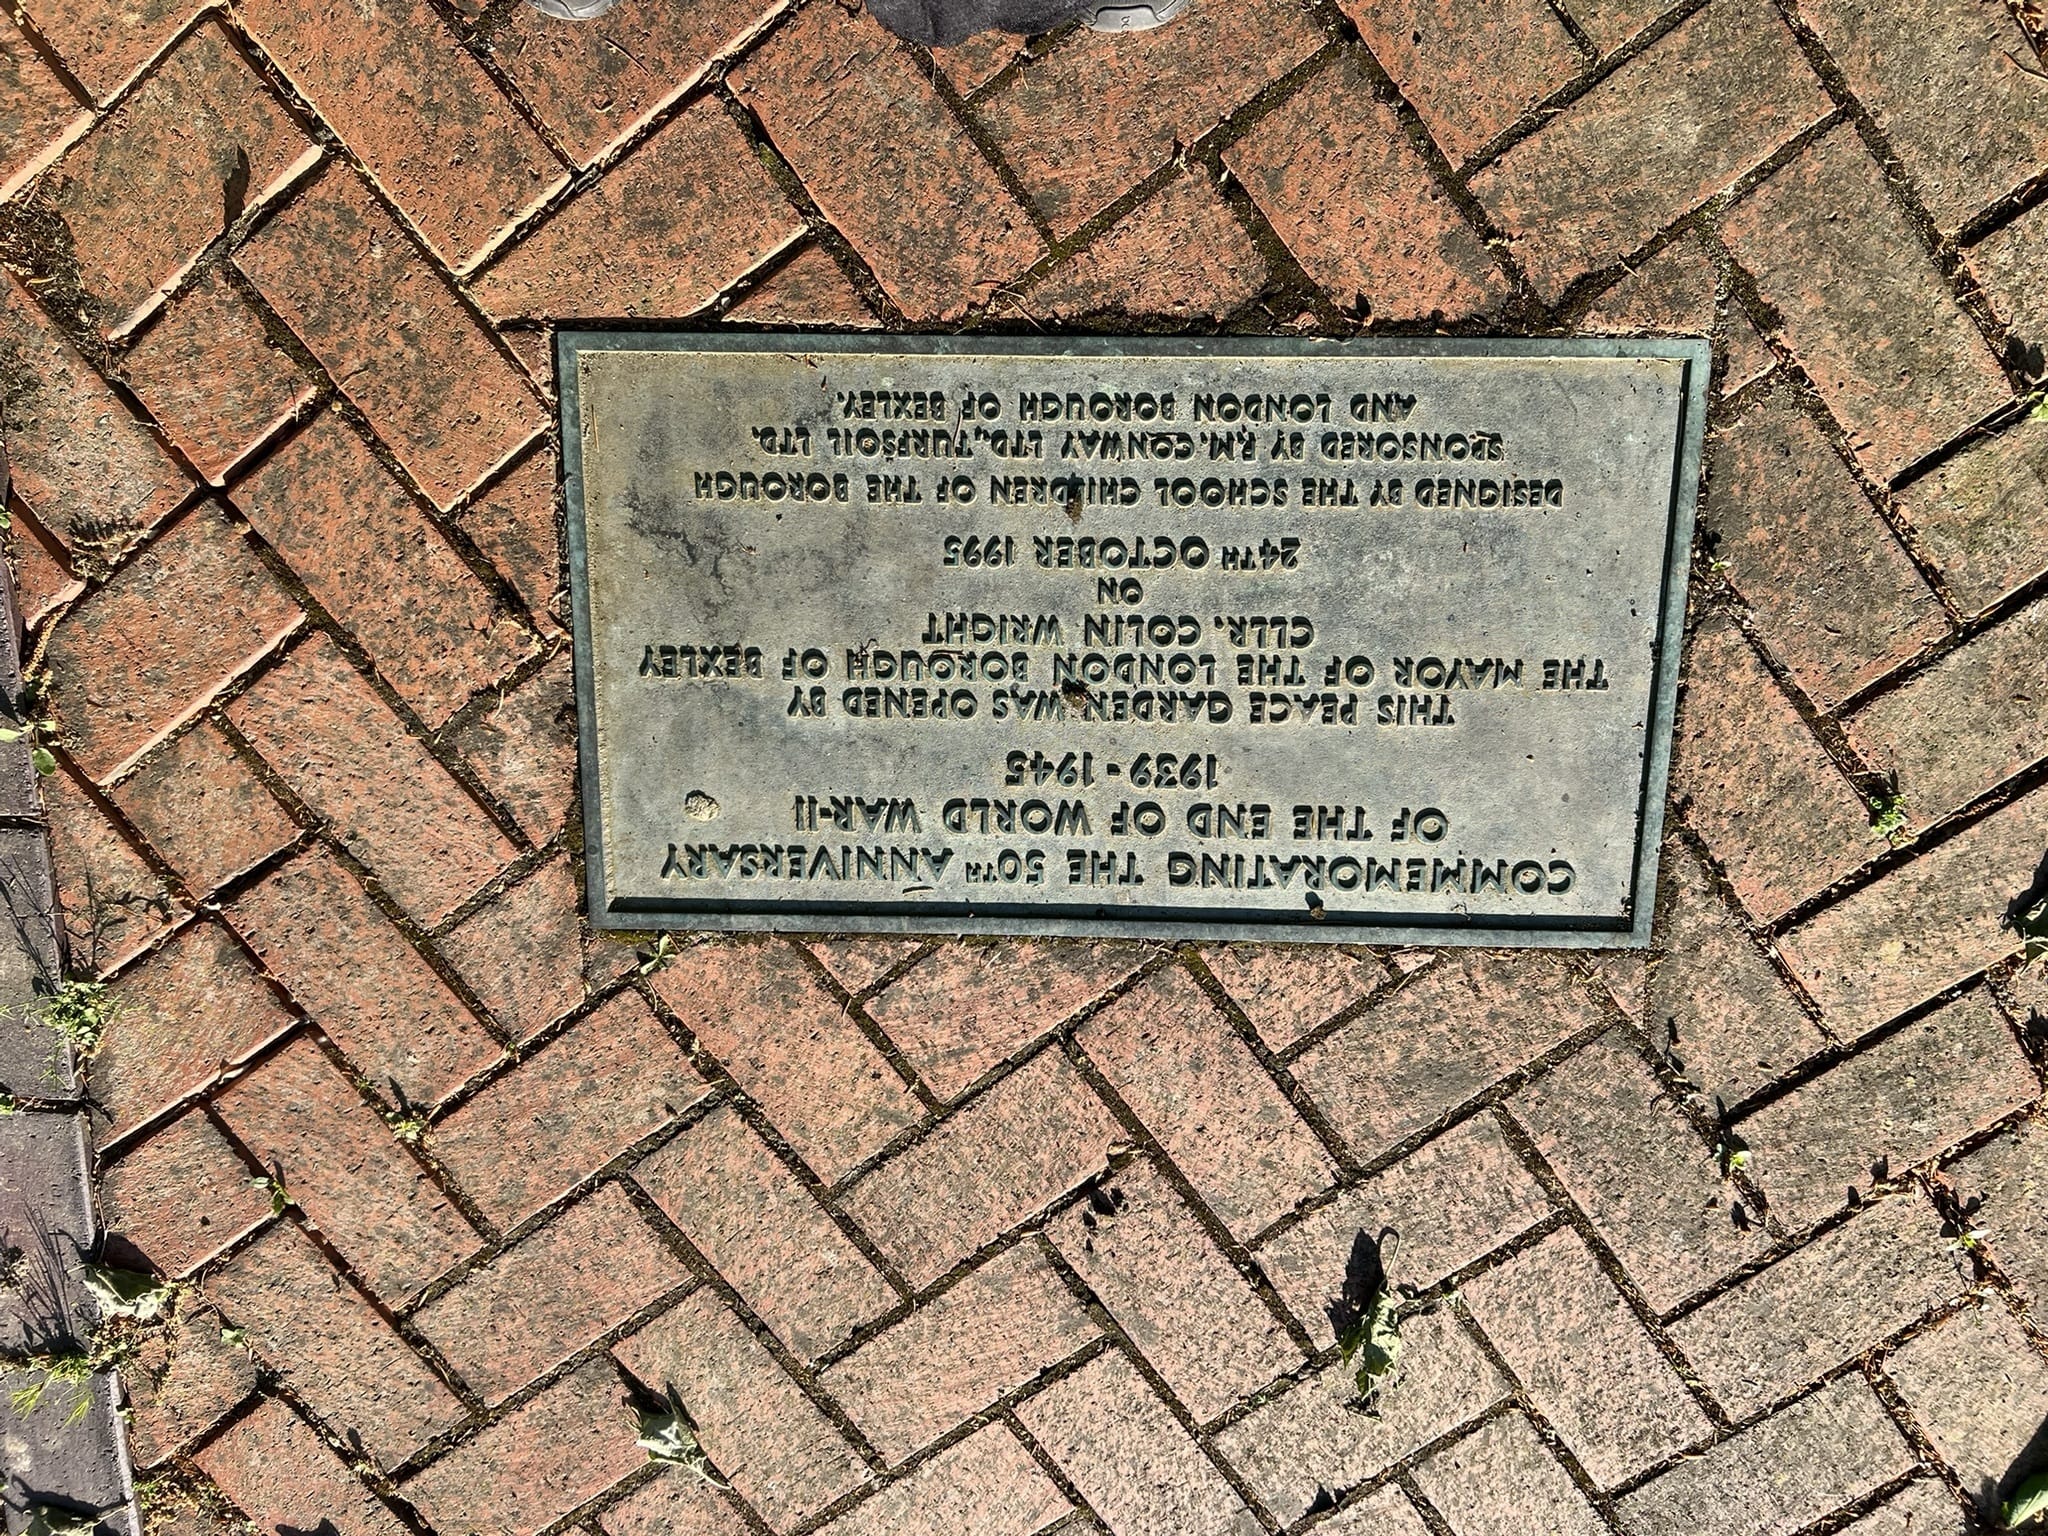 COMMEMORATING THE 50TH ANNIVERSARY
OF THE END OF WORLD WAR-II
1939 - 1945
THIS PEACE GARDEN WAS OPENED BY
THE MAYOR OF THE LONDON BOROUGH OF BEXLEY
CLLR. COLIN WRIGHT
ON
24TH OCTOBER 1995
DESIGNED BY THE SCHOOL CHILDREN OF THE BOROUGH
SPONSORED BY F.M. CONWAY LTD., TURFSOIL LTD.
AND LONDON BOROUGH OF BEXLEY.